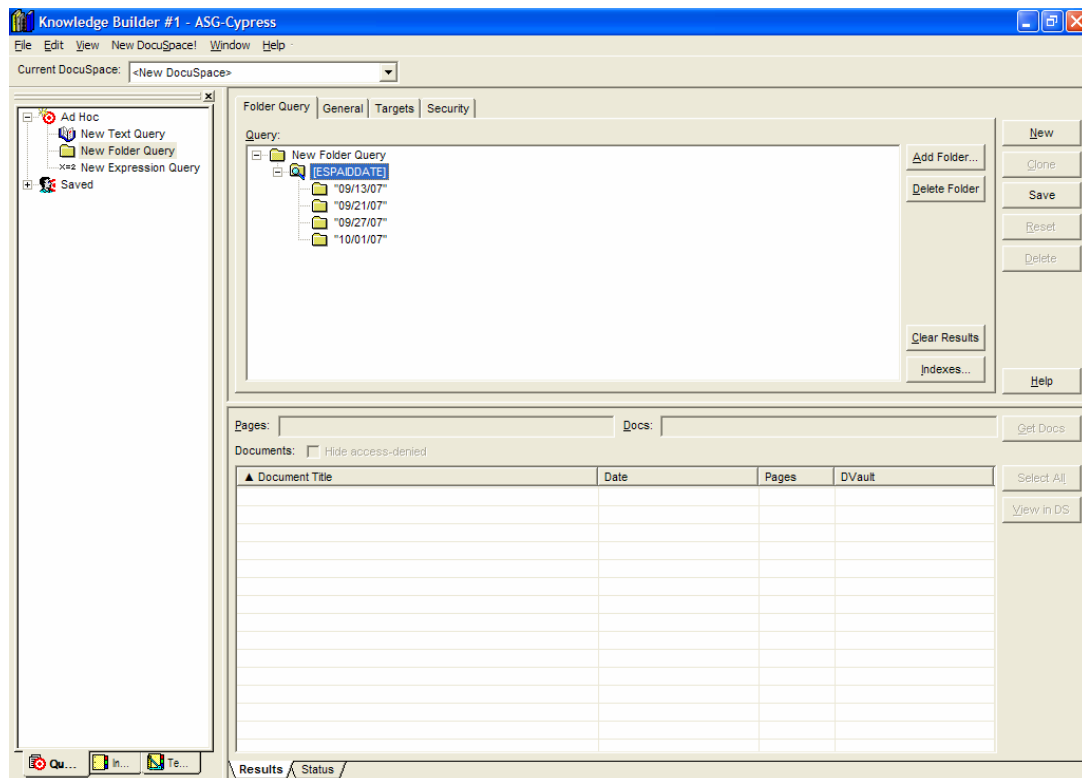 Knowledge Builder #1 - ASG-Cypress
File Edit View New DocuSpace! Window Help
Current DocuSpace: <New DocuSpace>
Ad Hoc
New Text Query
New Folder Query
x=2 New Expression Query
Saved
Folder Query General Targets Security
Query:
New Folder Query
[ESPAIDDATE]
"09/13/07"
"09/21/07"
"09/27/07"
"10/01/07"
Add Folder...
Delete Folder
Clear Results
Indexes...
New
Clone
Save
Reset
Delete
Help
Pages: Docs:
Get Docs
Documents: Hide access-denied
▲ Document Title Date Pages DVault
Select All
View in DS
Qu... In... Te...
Results Status